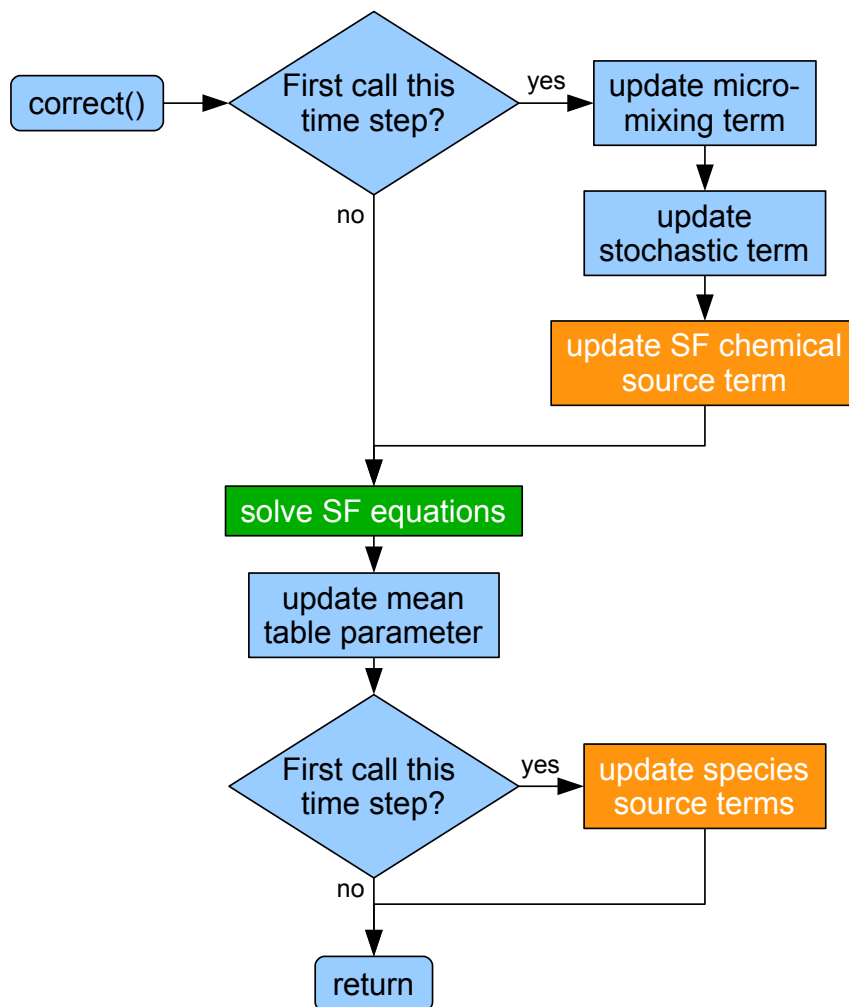 correct()
First call this
time step?
yes
update micro-
mixing term
update
stochastic term
update SF chemical
source term
no
solve SF equations
update mean
table parameter
First call this
time step?
yes
update species
source terms
no
return